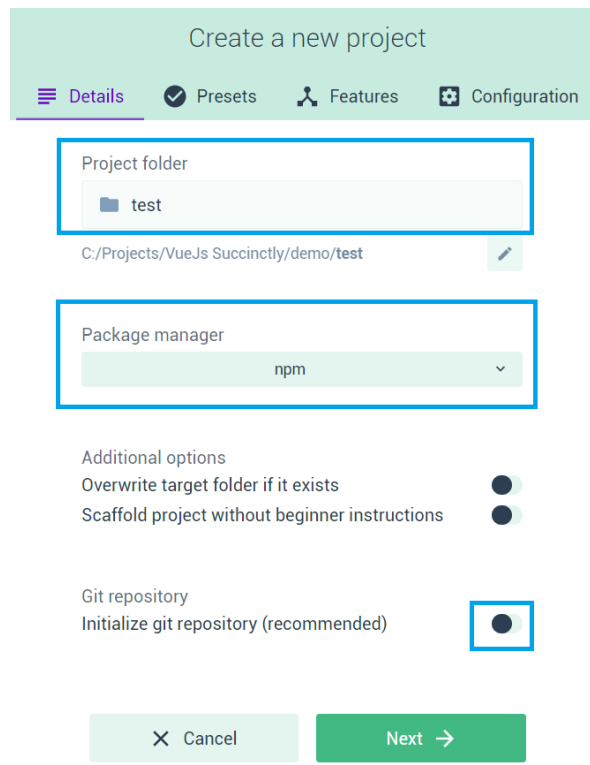 Create a new project
Details Presets Features Configuration
Project folder
test
C:/Projects/VueJs Succinctly/demo/test
Package manager
npm
Additional options
Overwrite target folder if it exists
Scaffold project without beginner instructions
Git repository
Initialize git repository (recommended)
Cancel Next